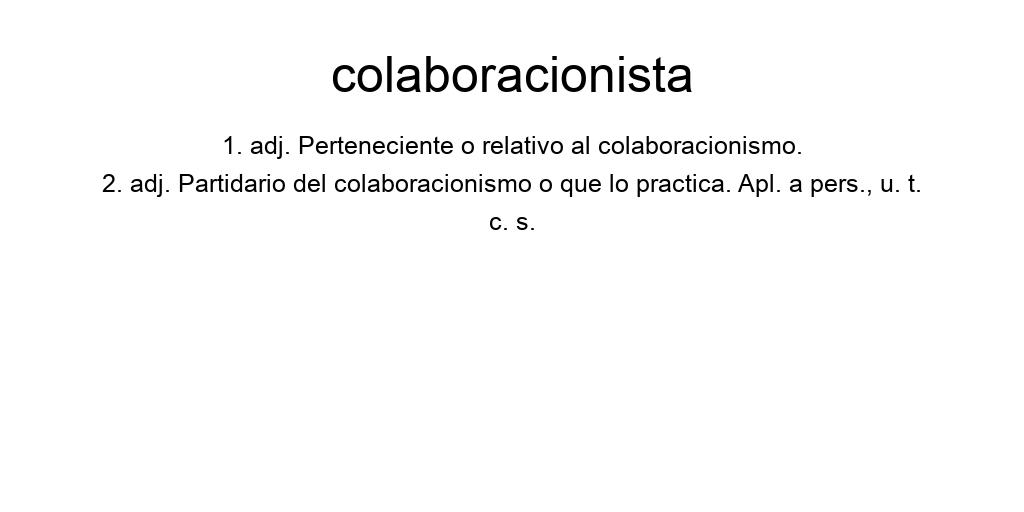 colaboracionista
1. adj. Perteneciente o relativo al colaboracionismo.
2. adj. Partidario del colaboracionismo o que lo practica. Apl. a pers., u. t.
c. s.